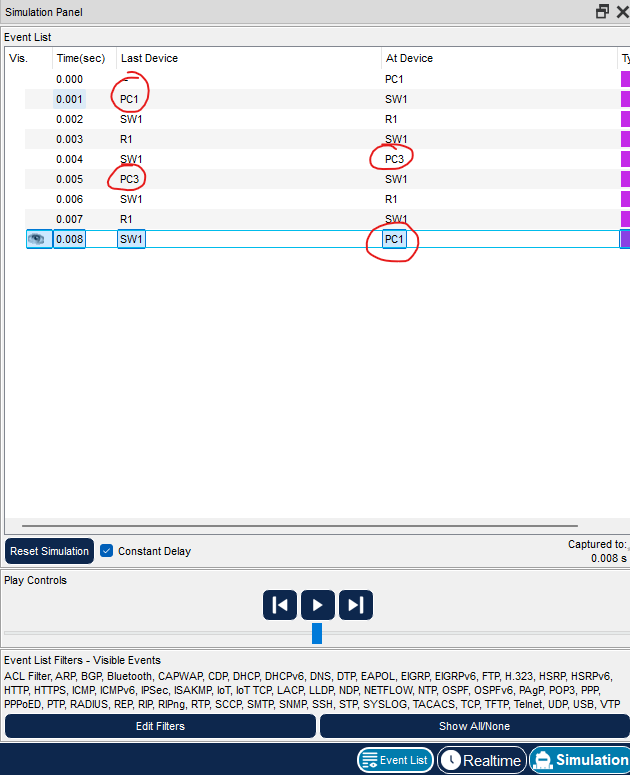 Simulation Panel
Event List
Vis. Time(sec) Last Device At Device Ty
0.000 -- PC1
0.001 PC1 SW1
0.002 SW1 R1
0.003 R1 SW1
0.004 SW1 PC3
0.005 PC3 SW1
0.006 SW1 R1
0.007 R1 SW1
0.008 SW1 PC1
Reset Simulation Constant Delay Captured to:
0.008 s
Play Controls
Event List Filters - Visible Events
ACL Filter, ARP, BGP, Bluetooth, CAPWAP, CDP, DHCP, DHCPv6, DNS, DTP, EAPOL, EIGRP, EIGRPv6, FTP, H.323, HSRP, HSRPv6,
HTTP, HTTPS, ICMP, ICMPv6, IPSec, ISAKMP, IoT, IoT TCP, LACP, LLDP, NDP, NETFLOW, NTP, OSPF, OSPFv6, PAgP, POP3, PPP,
PPPoED, PTP, RADIUS, REP, RIP, RIPng, RTP, SCCP, SMTP, SNMP, SSH, STP, SYSLOG, TACACS, TCP, TFTP, Telnet, UDP, USB, VTP
Edit Filters Show All/None
Event List Realtime Simulation